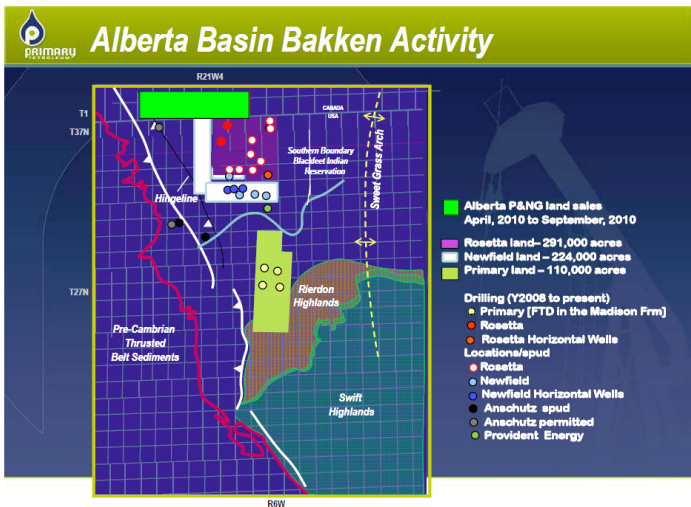 PRIMARY
PETROLEUM
Alberta Basin Bakken Activity
R21W4
CANADA
USA
T1
T37N
Southern Boundary
Blackfeet Indian
Reservation
Sweet Grass Arch
Hingeline
T27N
Rierdon
Highlands
Pre-Cambrian
Thrusted
Belt Sediments
Swift
Highlands
R6W
Alberta P&NG land sales
April, 2010 to September, 2010
Rosetta land– 291,000 acres
Newfield land – 224,000 acres
Primary land – 110,000 acres
Drilling (Y2008 to present)
Primary [FTD in the Madison Frm]
Rosetta
Rosetta Horizontal Wells
Locations/spud
Rosetta
Newfield
Newfield Horizontal Wells
Anschutz spud
Anschutz permitted
Provident Energy